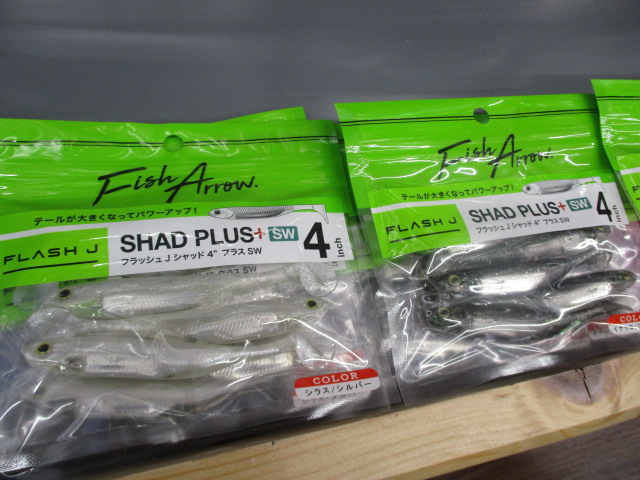 Fish Arrow.
テールが大きくなってパワーアップ!
FLASH J
SHAD PLUS+ SW
フラッシュ J シャッド 4" プラス SW
4
inch
COLOR
シラス/シルバー
Fish Arrow.
テールが大きくなってパワーアップ!
FLASH J
SHAD PLUS+ SW
フラッシュ J シャッド 4" プラス SW
4
inch
COLOR